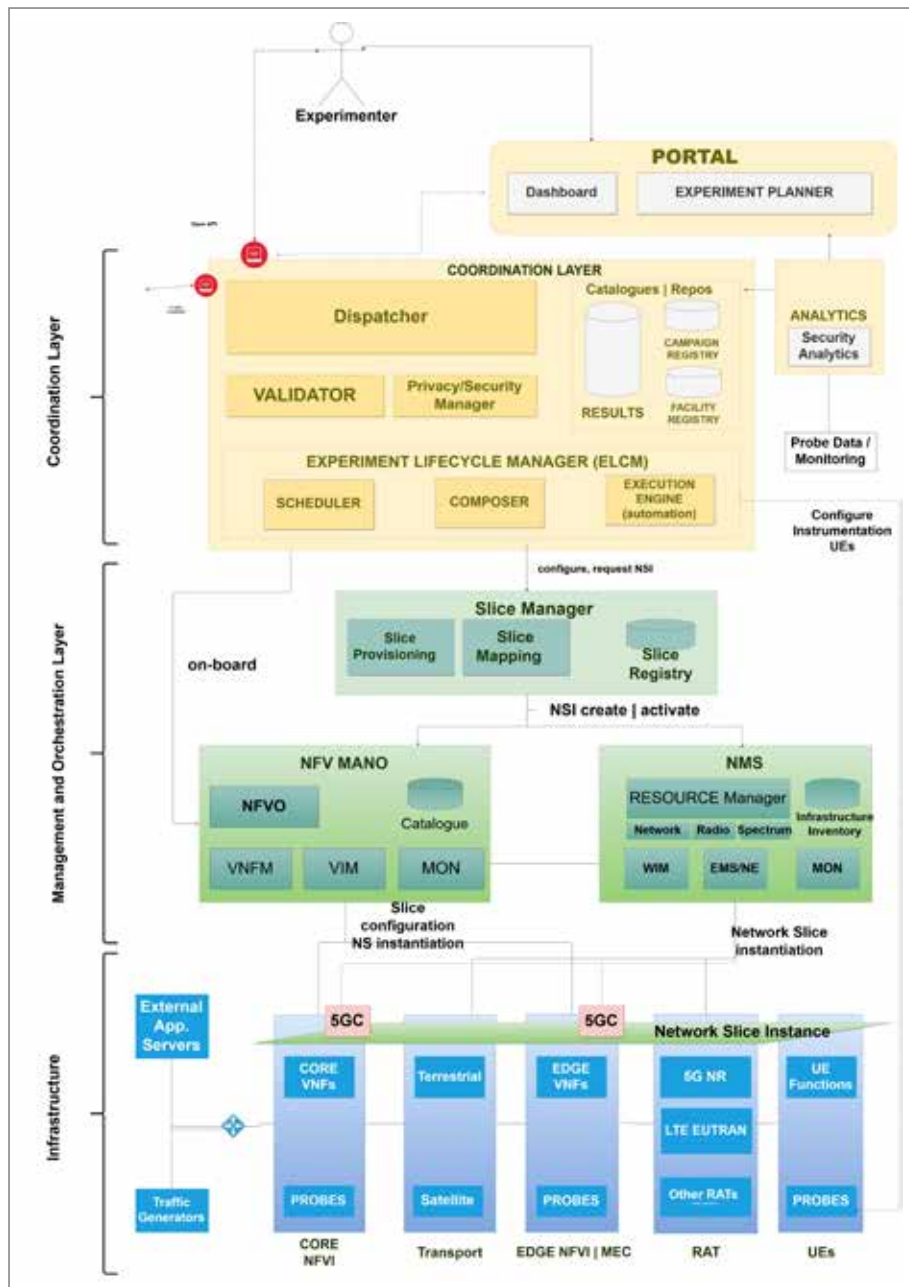 Experimenter
PORTAL
Dashboard
EXPERIMENT PLANNER
Open API
COORDINATION LAYER
Dispatcher
Catalogues | Repos
RESULTS
CAMPAIGN
REGISTRY
FACILITY
REGISTRY
ANALYTICS
Security
Analytics
VALIDATOR
Privacy/Security
Manager
Probe Data /
Monitoring
EXPERIMENT LIFECYCLE MANAGER (ELCM)
SCHEDULER
COMPOSER
EXECUTION
ENGINE
(automation)
Configure
Instrumentation
UEs
Coordination Layer
configure, request NSI
Slice Manager
Slice
Provisioning
Slice
Mapping
Slice
Registry
on-board
NSI create | activate
Management and Orchestration Layer
NFV MANO
NFVO
Catalogue
VNFM
VIM
MON
NMS
RESOURCE Manager
Network
Radio
Spectrum
Infrastructure
Inventory
WIM
EMS/NE
MON
Slice
configuration
NS instantiation
Network Slice
instantiation
Infrastructure
External
App.
Servers
Traffic
Generators
5GC
5GC
Network Slice Instance
CORE
VNFs
Terrestrial
EDGE
VNFs
5G NR
UE
Functions
LTE EUTRAN
PROBES
Satellite
PROBES
Other RATs
PROBES
CORE
NFVI
Transport
EDGE NFVI | MEC
RAT
UEs